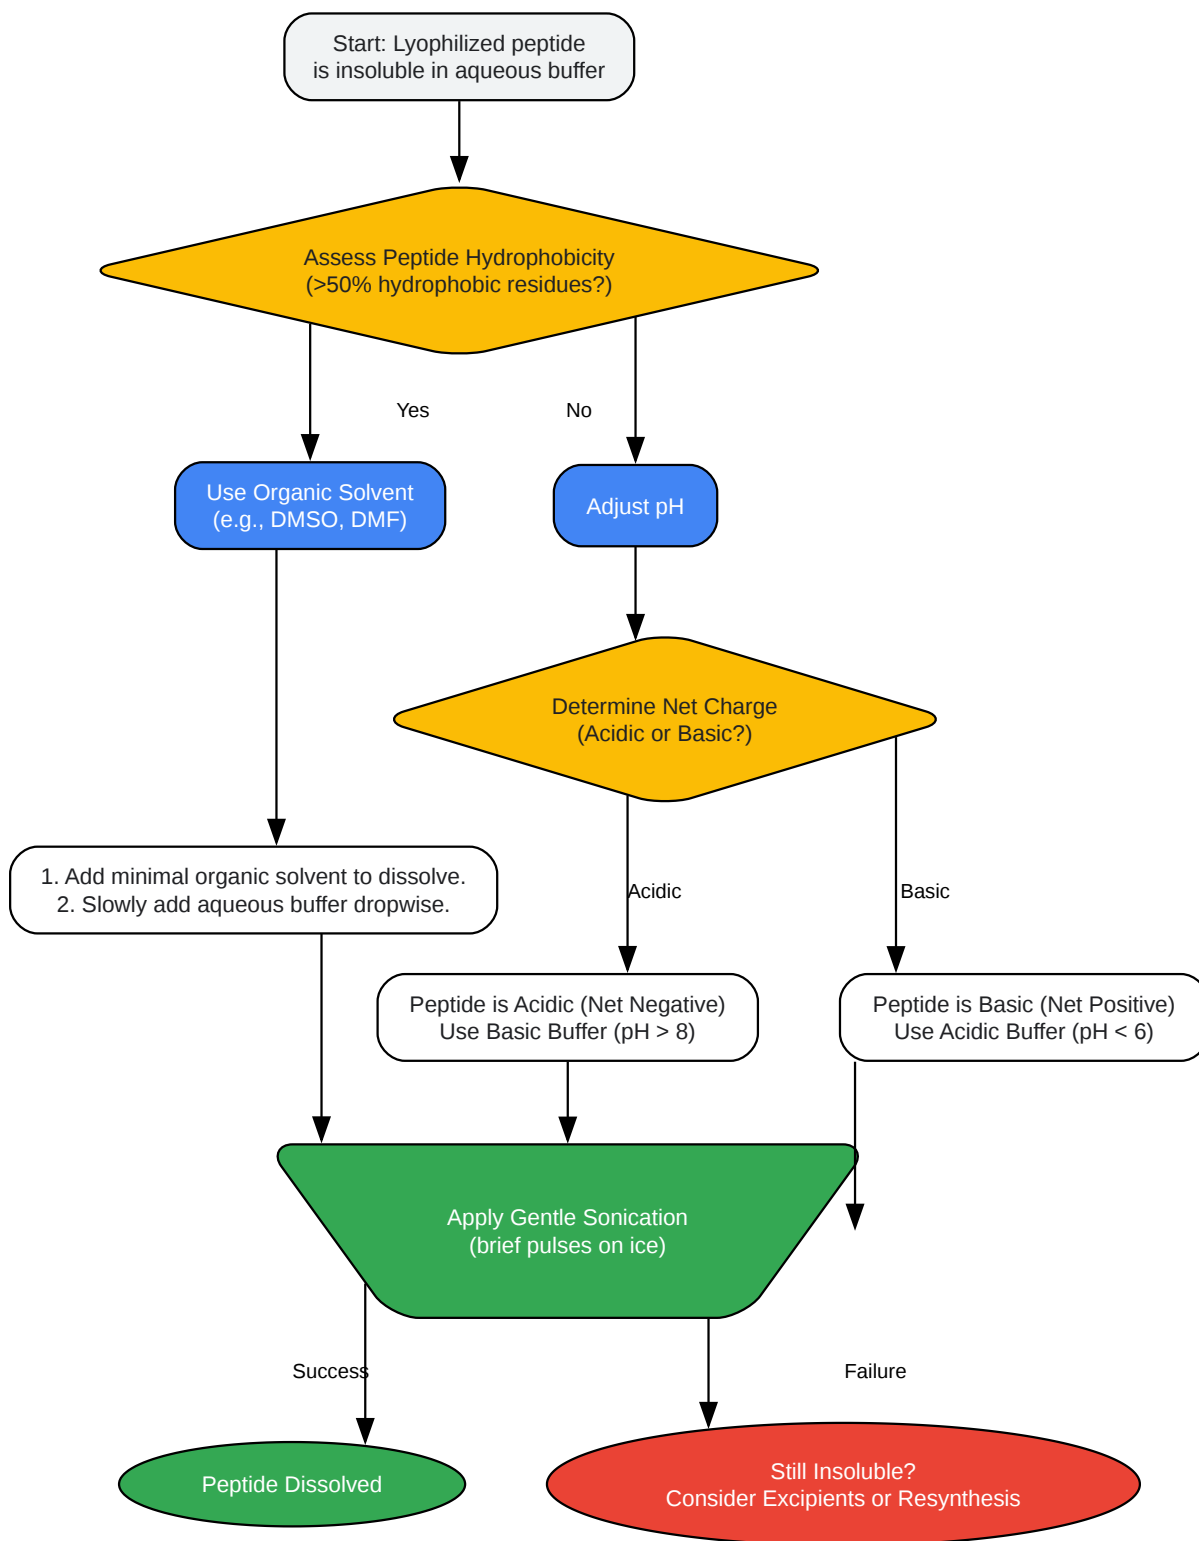 Start: Lyophilized peptide
is insoluble in aqueous buffer
Assess Peptide Hydrophobicity
(>50% hydrophobic residues?)
Yes
No
Use Organic Solvent
(e.g., DMSO, DMF)
Adjust pH
Determine Net Charge
(Acidic or Basic?)
1. Add minimal organic solvent to dissolve.
2. Slowly add aqueous buffer dropwise.
Acidic
Basic
Peptide is Acidic (Net Negative)
Use Basic Buffer (pH > 8)
Peptide is Basic (Net Positive)
Use Acidic Buffer (pH < 6)
Apply Gentle Sonication
(brief pulses on ice)
Success
Failure
Peptide Dissolved
Still Insoluble?
Consider Excipients or Resynthesis